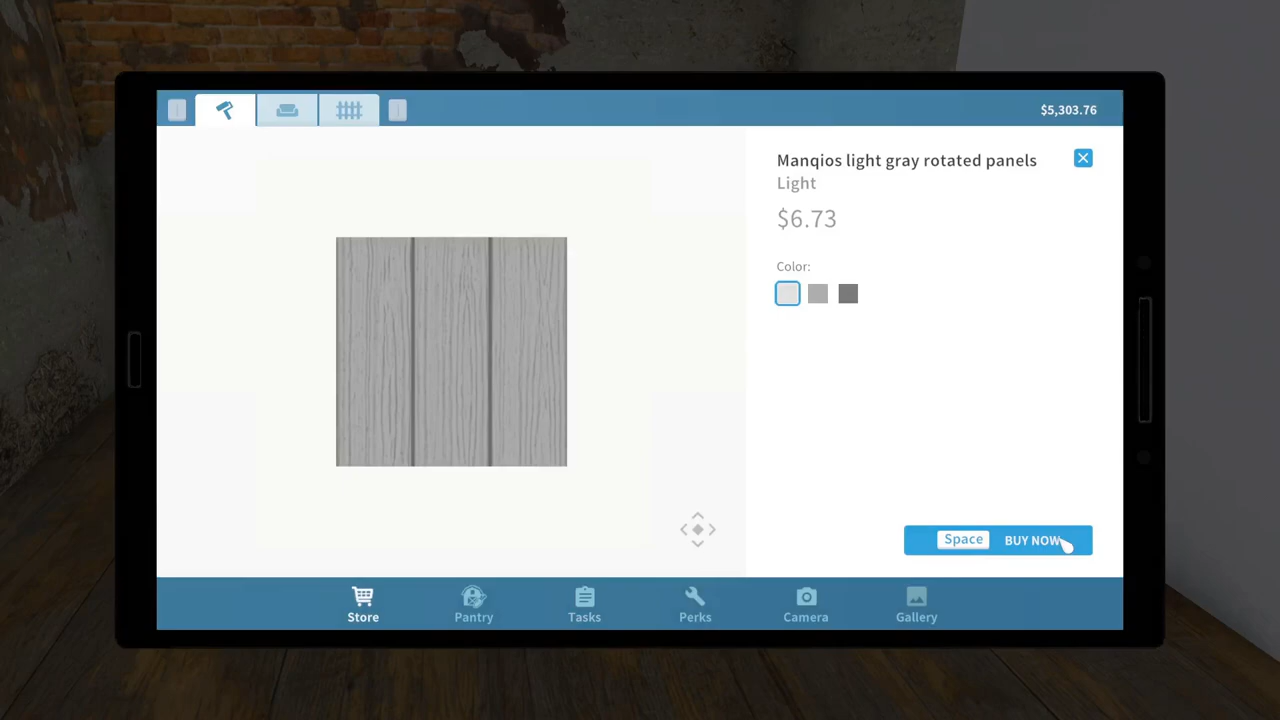 $5,303.76
Manqios light gray rotated panels
Light
$6.73
Color:
Space BUY NOW
Store Pantry Tasks Perks Camera Gallery